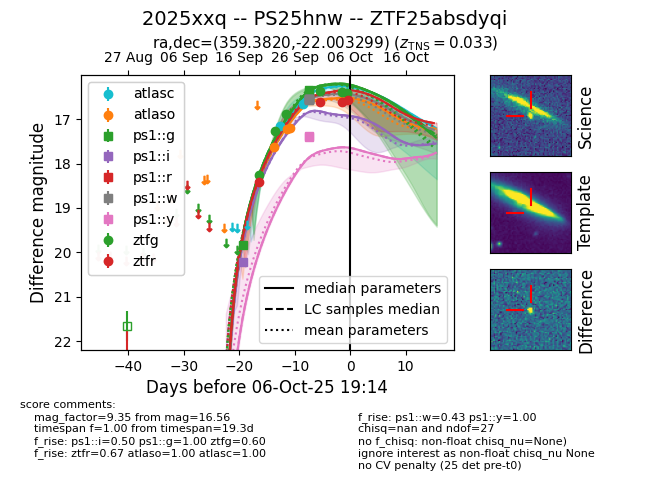 2025xxq -- PS25hnw -- ZTF25absdyqi
ra,dec=(359.3820,-22.003299) (zTNS = 0.033)
27 Aug 06 Sep 16 Sep 26 Sep 06 Oct 16 Oct
atlasc
atlaso
ps1::g
ps1::i
ps1::r
ps1::w
ps1::y
ztfg
ztfr
17
18
19
20
21
22
Difference magnitude
median parameters
LC samples median
mean parameters
−40 −30 −20 −10 0 10
Days before 06-Oct-25 19:14
Science
Template
Difference
score comments:
mag_factor=9.35 from mag=16.56
timespan f=1.00 from timespan=19.3d
f_rise: ps1::i=0.50 ps1::g=1.00 ztfg=0.60
f_rise: ztfr=0.67 atlaso=1.00 atlasc=1.00
f_rise: ps1::w=0.43 ps1::y=1.00
chisq=nan and ndof=27
no f_chisq: non-float chisq_nu=None)
ignore interest as non-float chisq_nu None
no CV penalty (25 det pre-t0)